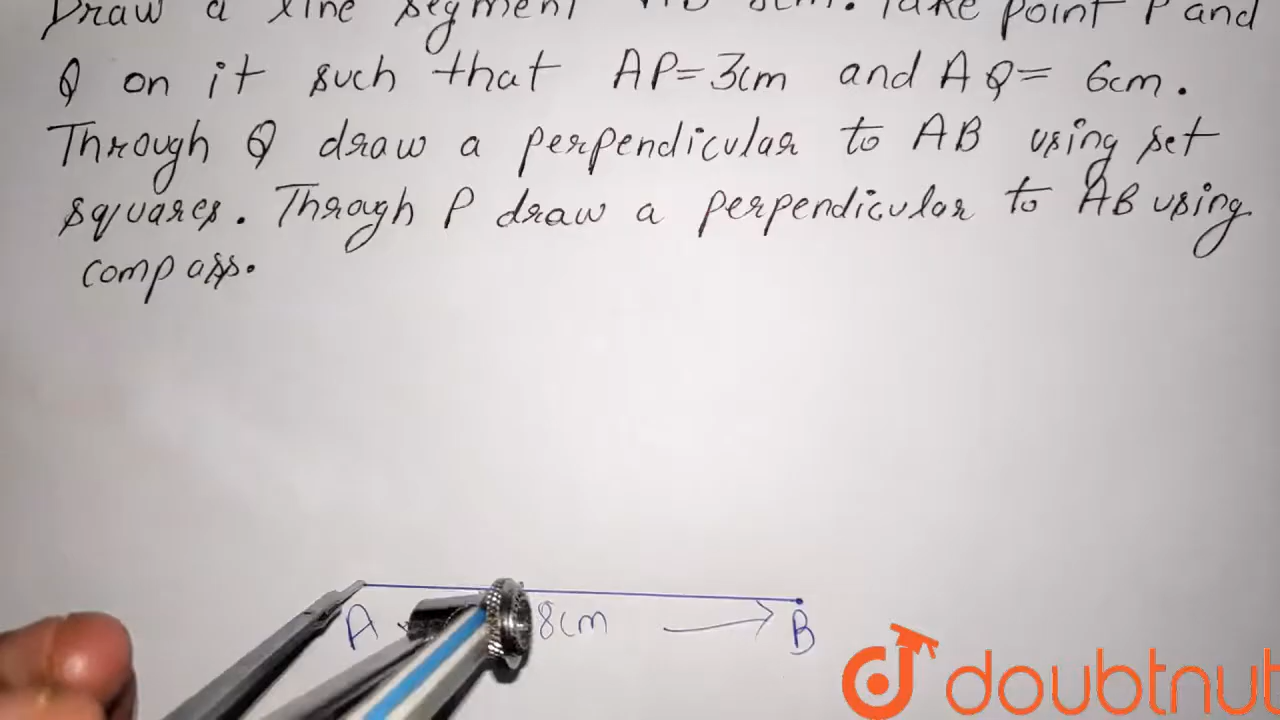 Draw a line segment AB 8cm. Take point P and
Q on it such that AP=3cm and AQ= 6cm.
Through Q draw a perpendicular to AB using set
squares. Throgh P draw a perpendicular to AB using
compass.
A 8cm B
doubtnut